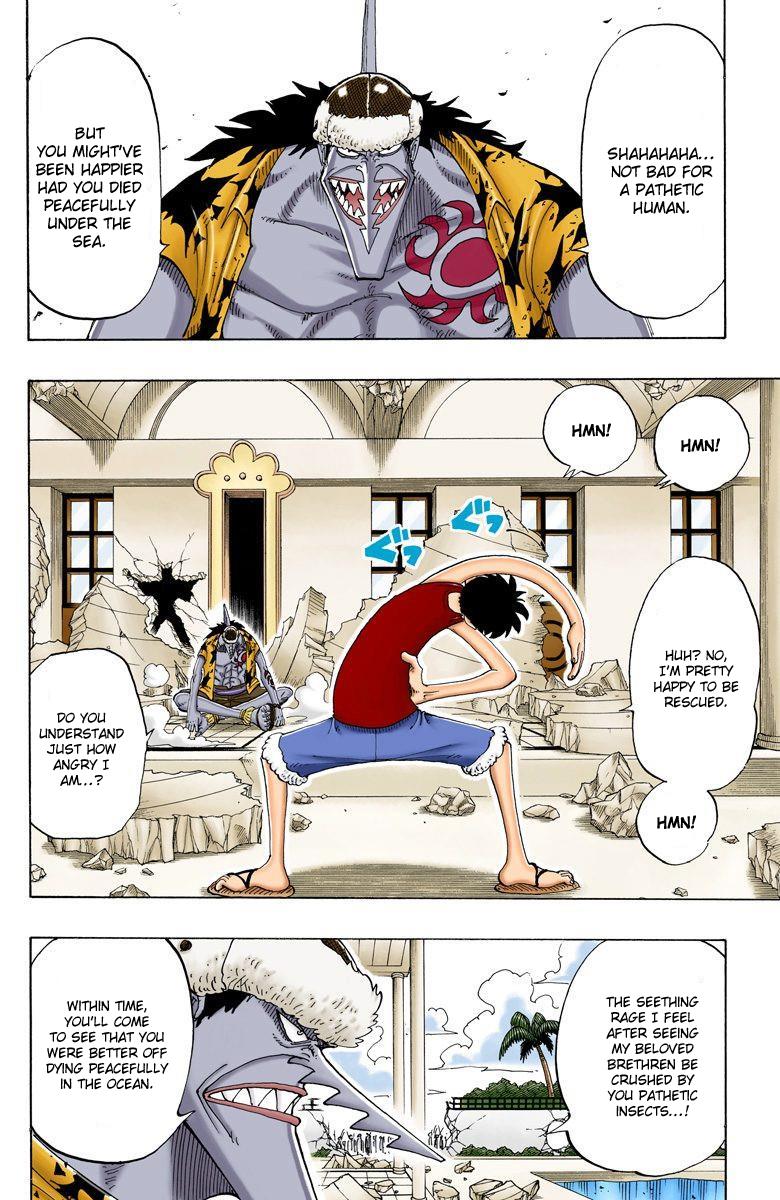 SHAHAHAHA...
NOT BAD FOR
A PATHETIC
HUMAN.
BUT
YOU MIGHT'VE
BEEN HAPPIER
HAD YOU DIED
PEACEFULLY
UNDER THE
SEA.
HMN!
HMN!
ぐっ
ぐっ
HUH? NO,
I'M PRETTY
HAPPY TO BE
RESCUED.
HMN!
DO YOU
UNDERSTAND
JUST HOW
ANGRY I
AM...?
THE SEETHING
RAGE I FEEL
AFTER SEEING
MY BELOVED
BRETHREN BE
CRUSHED BY
YOU PATHETIC
INSECTS...!
WITHIN TIME,
YOU'LL COME
TO SEE THAT YOU
WERE BETTER OFF
DYING PEACEFULLY
IN THE OCEAN.